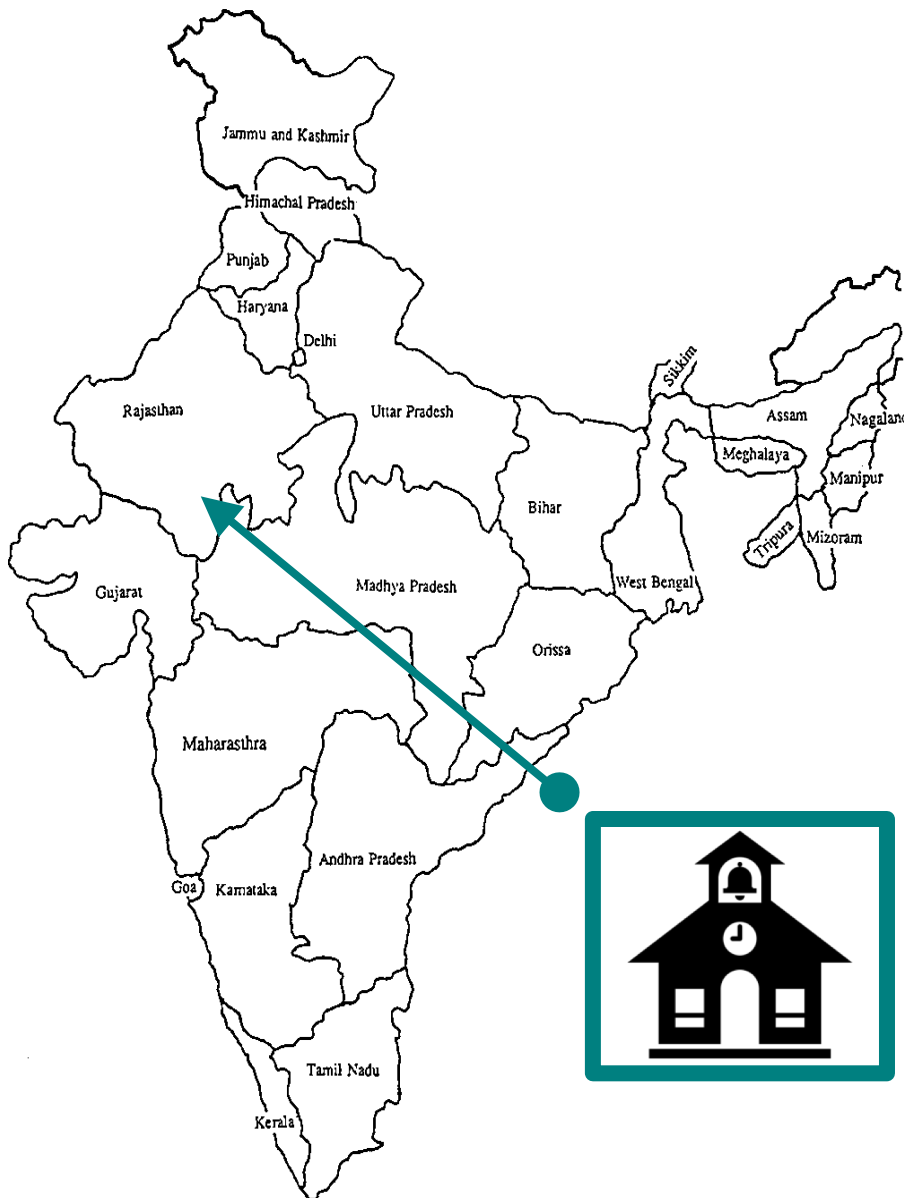 Jammu and Kashmir
Himachal Pradesh
Punjab
Haryana
Delhi
Sikkim
Rajasthan
Uttar Pradesh
Assam
Nagaland
Meghalaya
Manipur
Bihar
Tripura
Mizoram
Gujarat
Madhya Pradesh
West Bengal
Orissa
Maharasthra
Andhra Pradesh
Goa
Karnataka
Tamil Nadu
Kerala